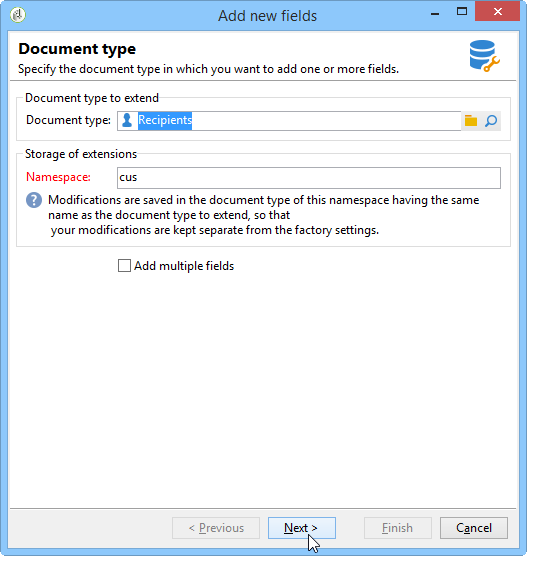 Add new fields
Document type
Specify the document type in which you want to add one or more fields.
Document type to extend
Document type: Recipients
Storage of extensions
Namespace: cus
Modifications are saved in the document type of this namespace having the same
name as the document type to extend, so that
your modifications are kept separate from the factory settings.
Add multiple fields
< Previous Next > Finish Cancel